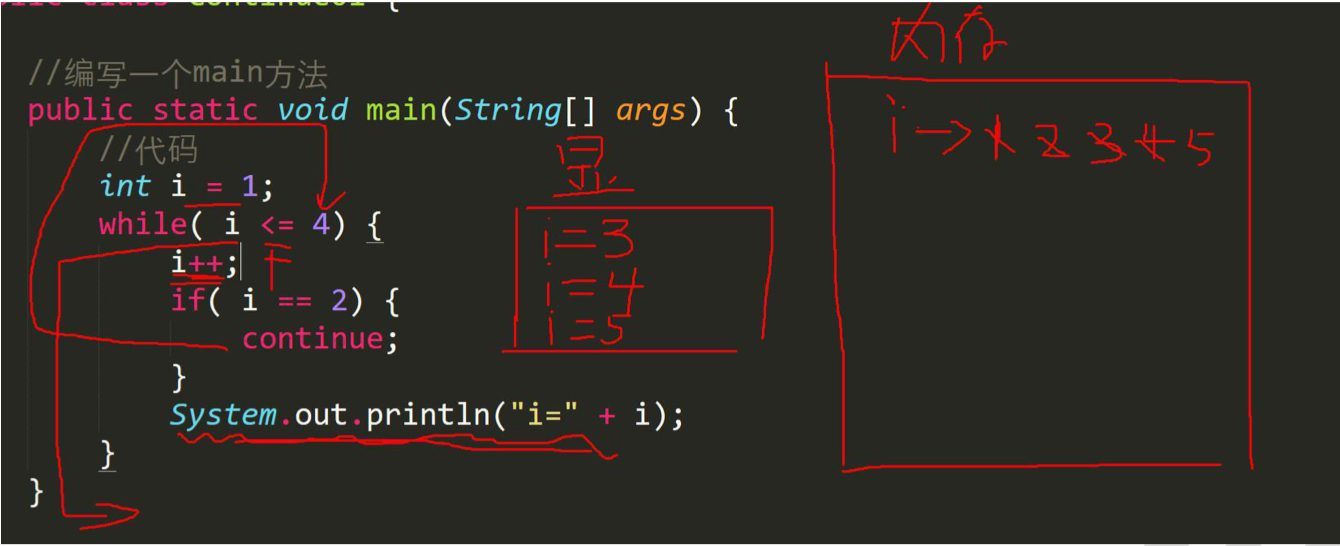 //编写一个main方法
public static void main(String[] args) {
//代码
int i = 1;
while( i <= 4) {
i++;
if( i == 2) {
continue;
}
System.out.println("i=" + i);
}
}
显
i=3
i=4
i=5
内存
i→1 2 3 4 5